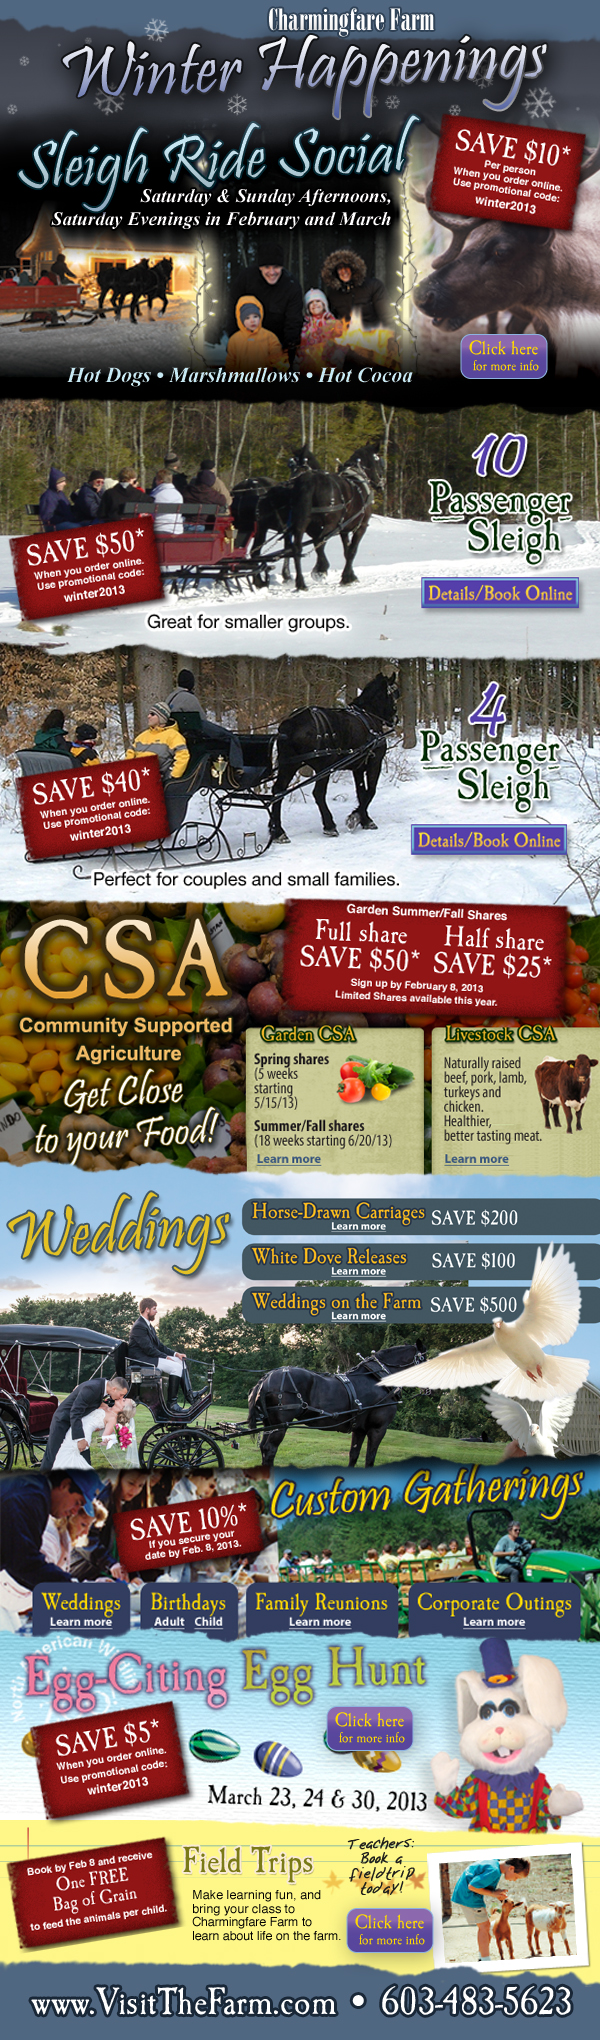 Charmingfare Farm
Winter Happenings
Sleigh Ride Social
Saturday & Sunday Afternoons,
Saturday Evenings in February and March
SAVE $10*
Per person
When you order online.
Use promotional code:
winter2013
Click here
for more info
Hot Dogs • Marshmallows • Hot Cocoa
10
Passenger
Sleigh
SAVE $50*
When you order online.
Use promotional code:
winter2013
Details/Book Online
Great for smaller groups.
4
Passenger
Sleigh
SAVE $40*
When you order online.
Use promotional code:
winter2013
Details/Book Online
Perfect for couples and small families.
CSA
Community Supported
Agriculture
Get Close
to your Food!
Garden Summer/Fall Shares
Full share Half share
SAVE $50* SAVE $25*
Sign up by February 8, 2013
Limited Shares available this year.
Garden CSA
Spring shares
(5 weeks
starting
5/15/13)
Summer/Fall shares
(18 weeks starting 6/20/13)
Learn more
Livestock CSA
Naturally raised
beef, pork, lamb,
turkeys and
chicken.
Healthier,
better tasting meat.
Learn more
Weddings
Horse-Drawn Carriages SAVE $200
Learn more
White Dove Releases SAVE $100
Learn more
Weddings on the Farm SAVE $500
Learn more
Custom Gatherings
SAVE 10%*
If you secure your
date by Feb. 8, 2013.
Weddings
Learn more
Birthdays
Adult Child
Family Reunions
Learn more
Corporate Outings
Learn more
Egg-Citing Egg Hunt
SAVE $5*
When you order online.
Use promotional code:
winter2013
Click here
for more info
March 23, 24 & 30, 2013
Book by Feb 8 and receive
One FREE
Bag of Grain
to feed the animals per child.
Field Trips
Make learning fun, and
bring your class to
Charmingfare Farm to
learn about life on the farm.
Teachers:
Book a
fieldtrip
today!
Click here
for more info
www.VisitTheFarm.com • 603-483-5623